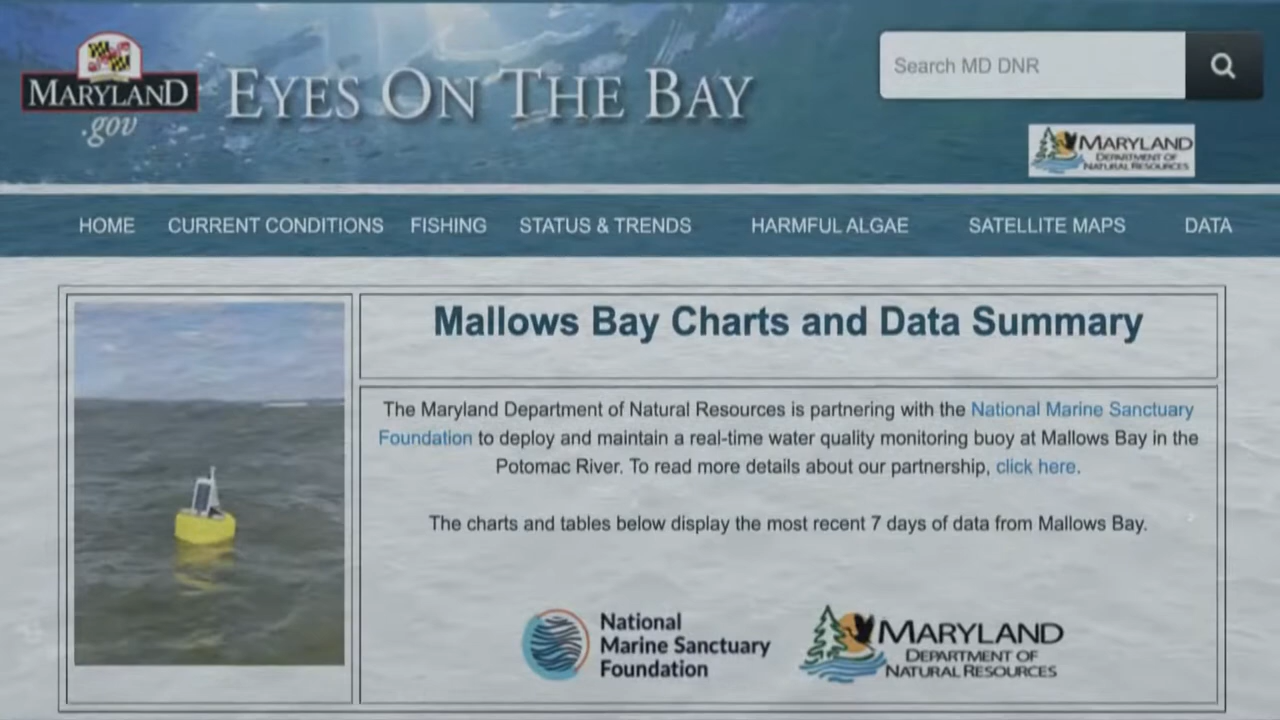 MARYLAND
.gov
EYES ON THE BAY
Search MD DNR
MARYLAND
DEPARTMENT OF
NATURAL RESOURCES
HOME CURRENT CONDITIONS FISHING STATUS & TRENDS HARMFUL ALGAE SATELLITE MAPS DATA
Mallows Bay Charts and Data Summary
The Maryland Department of Natural Resources is partnering with the National Marine Sanctuary
Foundation to deploy and maintain a real-time water quality monitoring buoy at Mallows Bay in the
Potomac River. To read more details about our partnership, click here.
The charts and tables below display the most recent 7 days of data from Mallows Bay.
National
Marine Sanctuary
Foundation
MARYLAND
DEPARTMENT OF
NATURAL RESOURCES